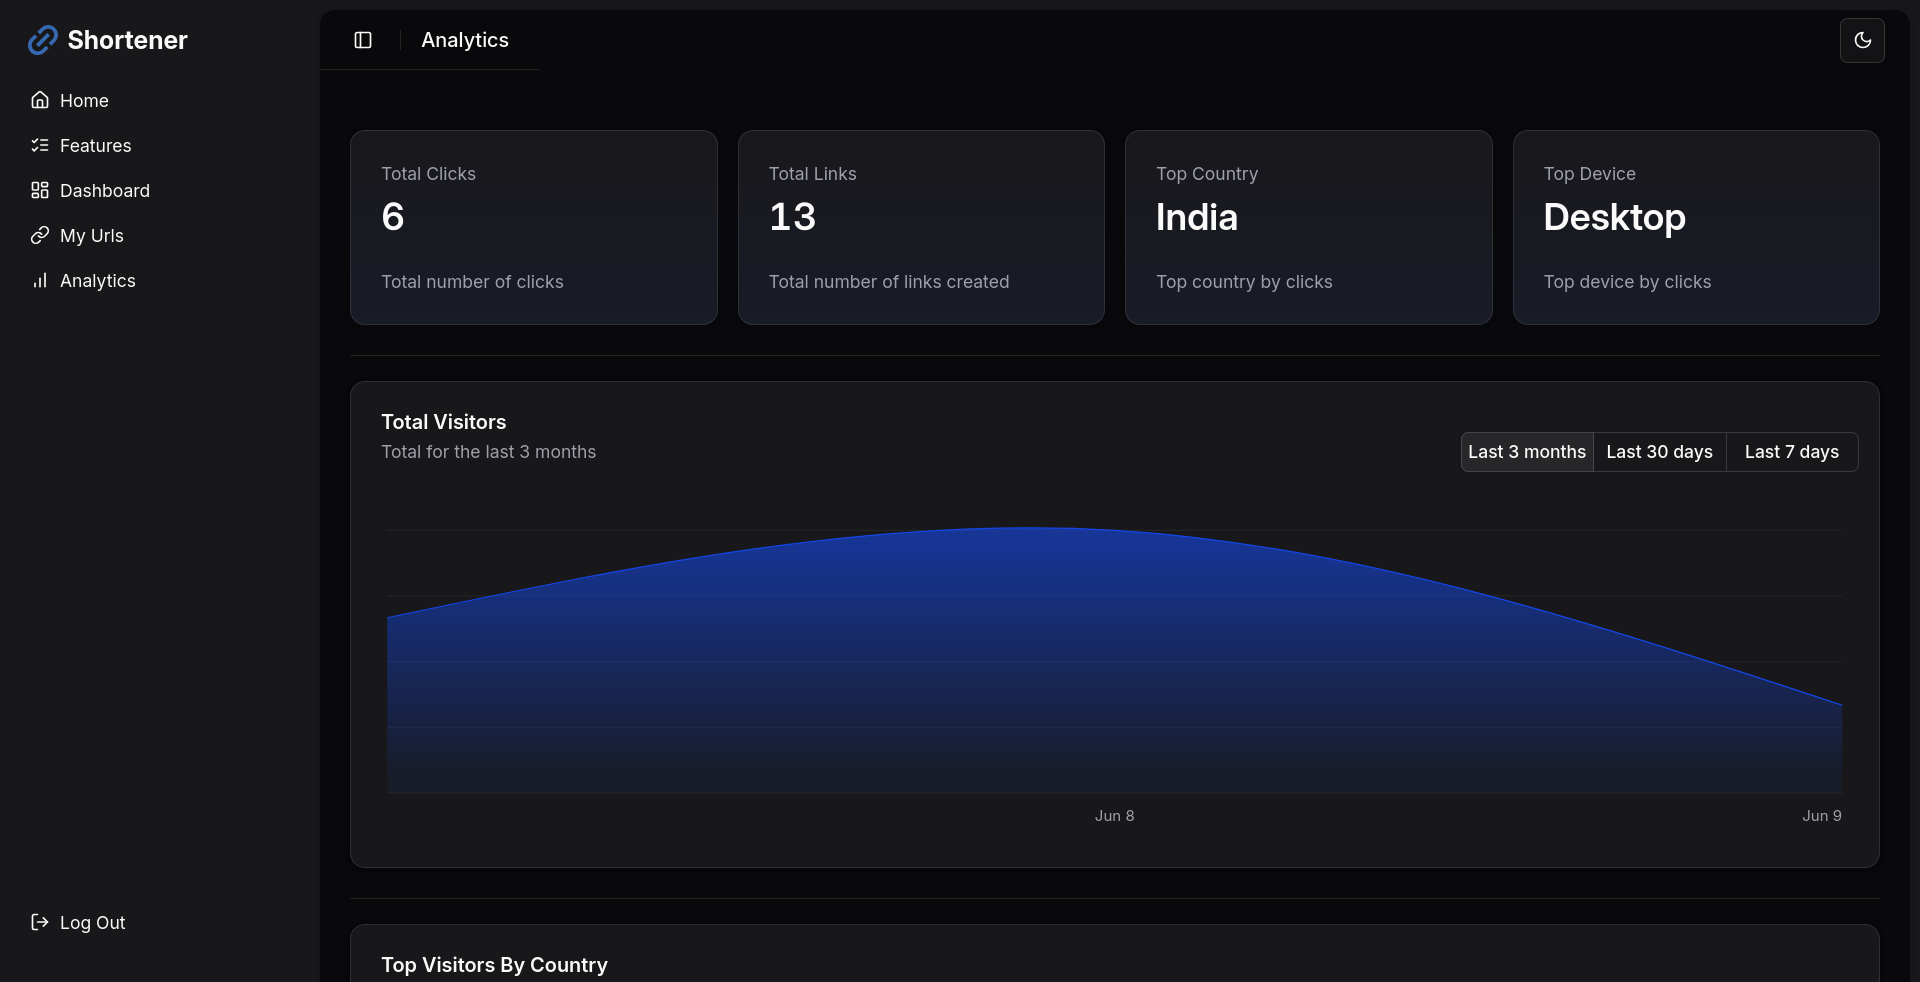 Shortener
Home
Features
Dashboard
My Urls
Analytics
Log Out
Analytics
Total Clicks
6
Total number of clicks
Total Links
13
Total number of links created
Top Country
India
Top country by clicks
Top Device
Desktop
Top device by clicks
Total Visitors
Total for the last 3 months
Last 3 months
Last 30 days
Last 7 days
Jun 8
Jun 9
Top Visitors By Country